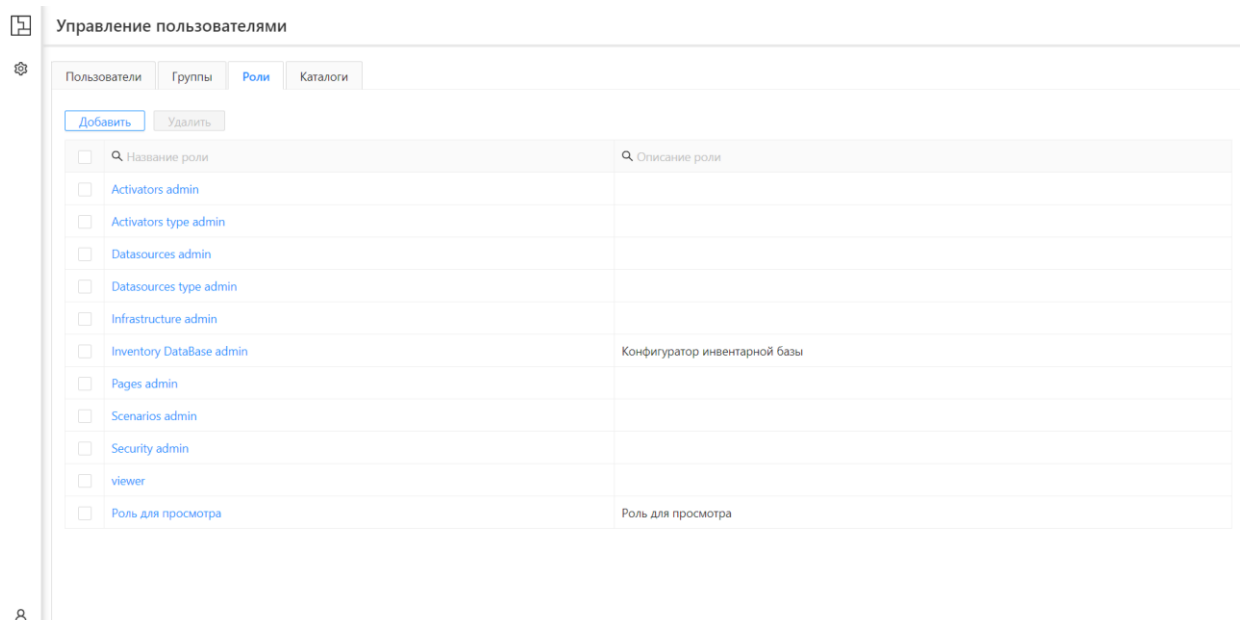 Управление пользователями
Пользователи Группы Роли Каталоги
Добавить Удалить
Название роли Описание роли
Activators admin
Activators type admin
Datasources admin
Datasources type admin
Infrastructure admin
Inventory DataBase admin Конфигуратор инвентарной базы
Pages admin
Scenarios admin
Security admin
viewer
Роль для просмотра Роль для просмотра